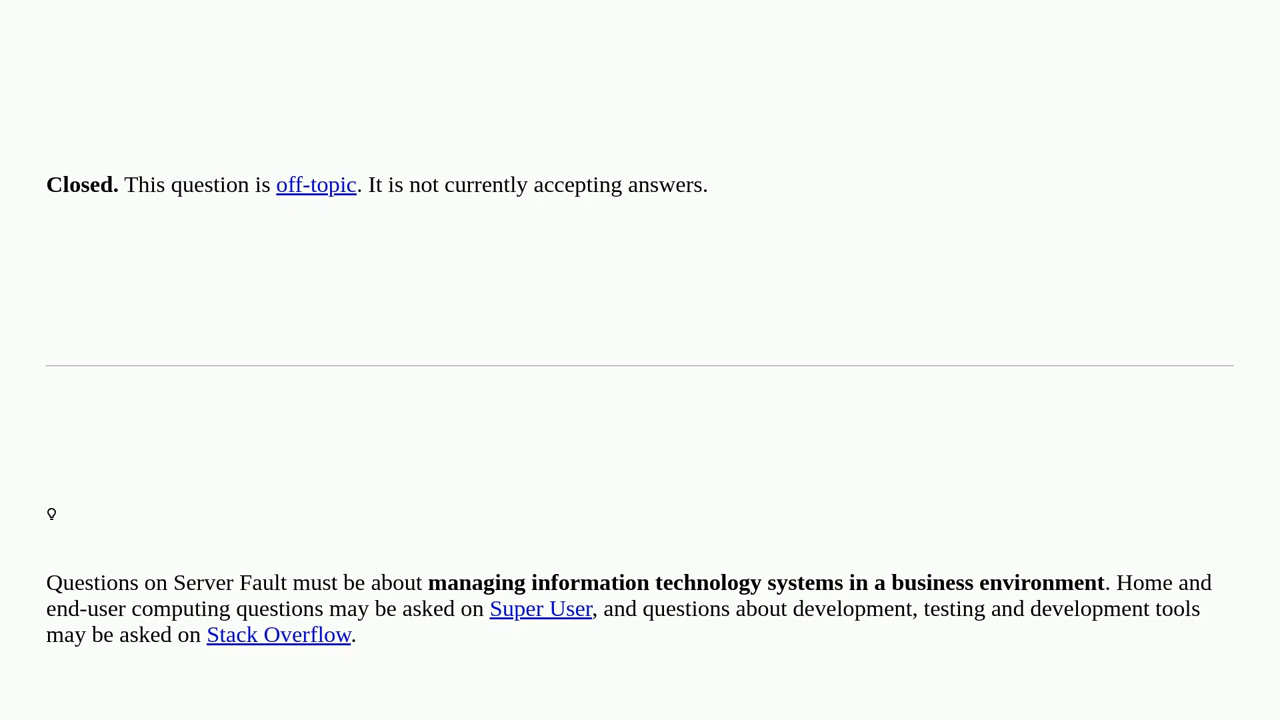 Closed. This question is off-topic. It is not currently accepting answers.
Questions on Server Fault must be about managing information technology systems in a business environment. Home and
end-user computing questions may be asked on Super User, and questions about development, testing and development tools
may be asked on Stack Overflow.